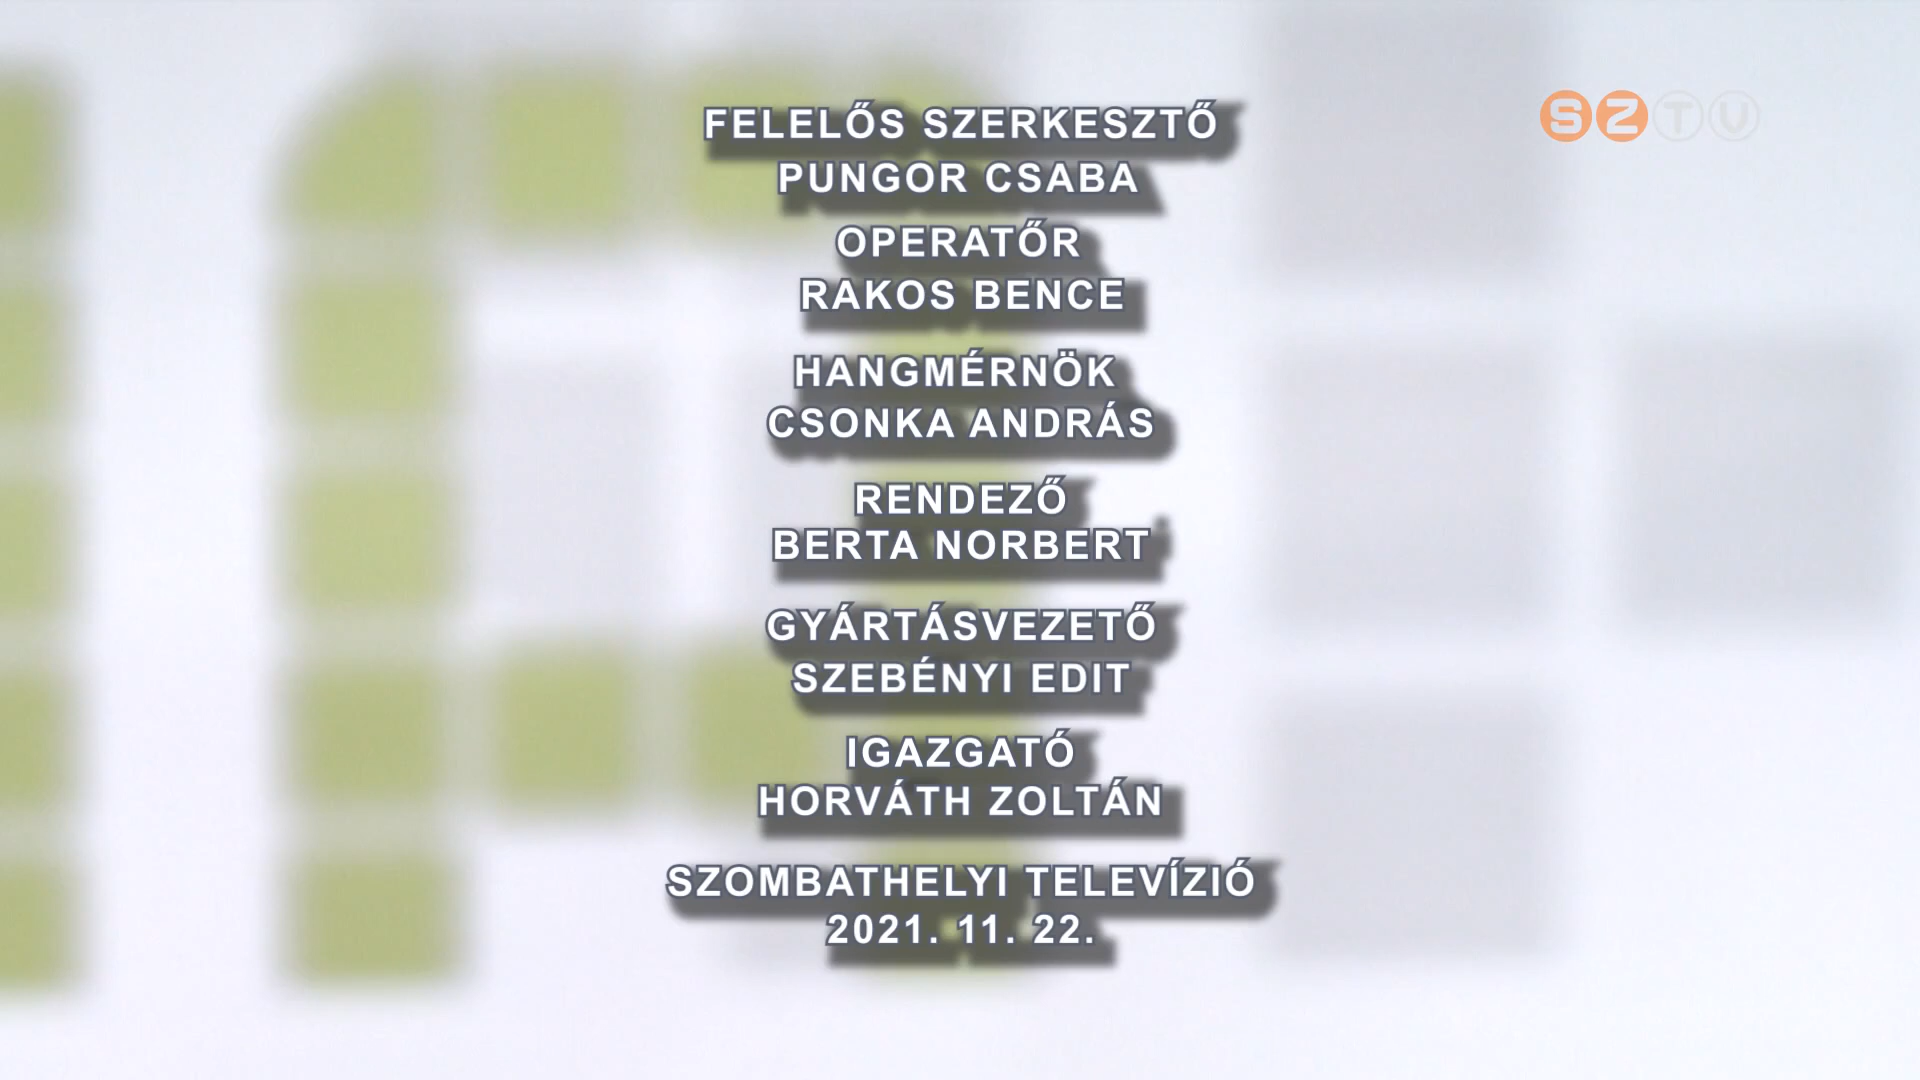 FELELŐS SZERKESZTŐ
SZTV
PUNGOR CSABA
OPERATŐR
RAKOS BENCE
HANGMÉRNÖK
CSONKA ANDRÁS
RENDEZŐ
BERTA NORBERT
GYÁRTÁSVEZETŐ
SZEBÉNYI EDIT
IGAZGATÓ
HORVÁTH ZOLTÁN
SZOMBATHELYI TELEVÍZIÓ
2021. 11. 22.